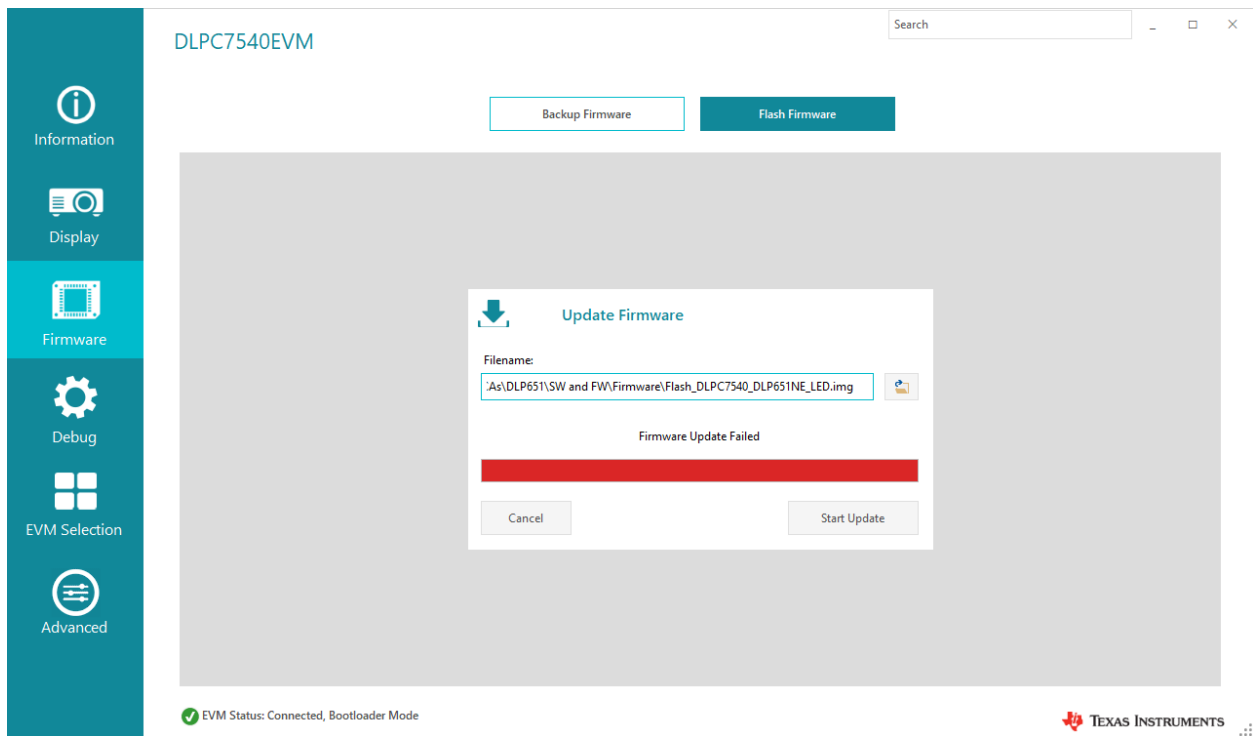 Search
DLPC7540EVM
Backup Firmware
Flash Firmware
Information
Display
Firmware
Debug
EVM Selection
Advanced
Update Firmware
Filename:
:As\DLP651\SW and FW\Firmware\Flash_DLPC7540_DLP651NE_LED.img
Firmware Update Failed
Cancel
Start Update
EVM Status: Connected, Bootloader Mode
TEXAS INSTRUMENTS